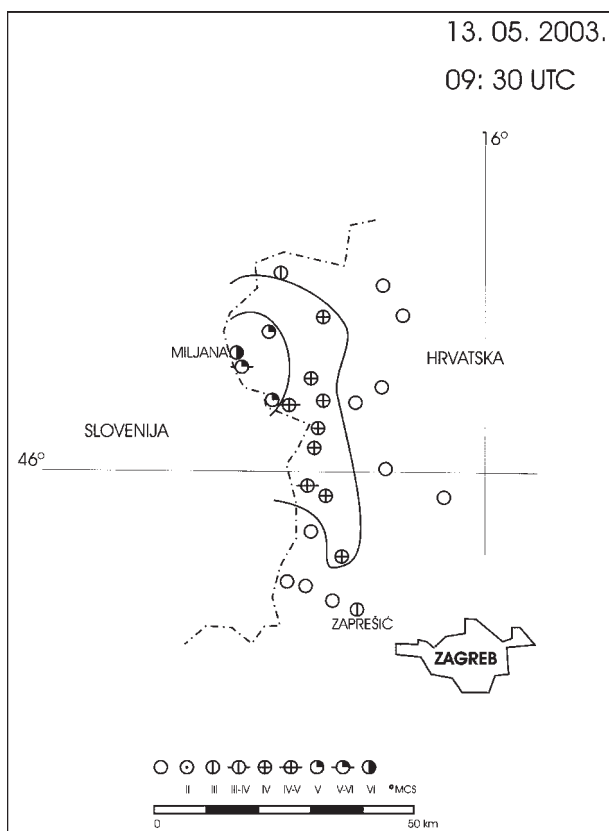 13. 05. 2003.
09: 30 UTC
16°
MILJANA
HRVATSKA
SLOVENIJA
46°
ZAPREŠIĆ
ZAGREB
II III III-IV IV IV-V V V-VI VI °MCS
0 50 km